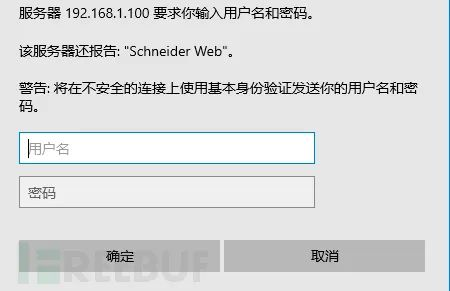 服务器 192.168.1.100 要求你输入用户名和密码。
该服务器还报告: "Schneider Web"。
警告: 将在不安全的连接上使用基本身份验证发送你的用户名和密
码。
用户名
密码
确定
取消
FREEBUF